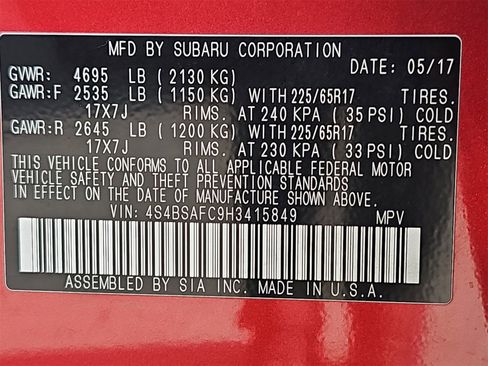 MFD BY SUBARU CORPORATION
DATE: 05/17
GVWR: 4695 LB (2130 KG)
GAWR:F 2535 LB (1150 KG) WITH 225/65R17 TIRES.
17X7J RIMS. AT 240 KPA (35 PSI) COLD
GAWR:R 2645 LB (1200 KG) WITH 225/65R17 TIRES.
17X7J RIMS. AT 230 KPA (33 PSI) COLD
THIS VEHICLE CONFORMS TO ALL APPLICABLE FEDERAL MOTOR
VEHICLE SAFETY AND THEFT PREVENTION STANDARDS
IN EFFECT ON THE DATE OF MANUFACTURE SHOWN ABOVE.
VIN: 4S4BSAFC9H3415849 MPV
ASSEMBLED BY SIA INC. MADE IN U.S.A.